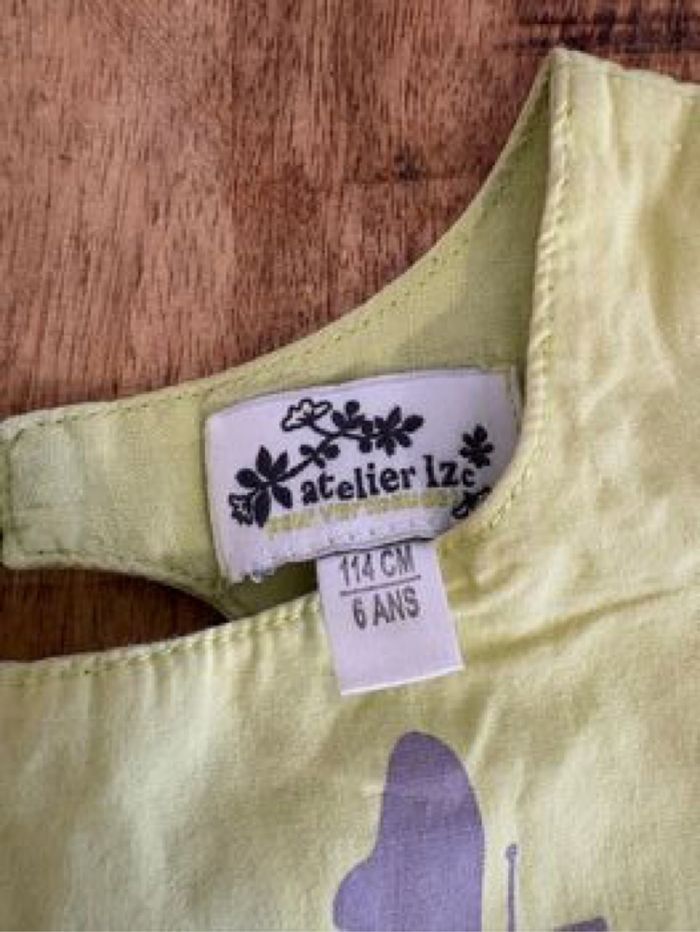 atelier lzc
114 CM
6 ANS